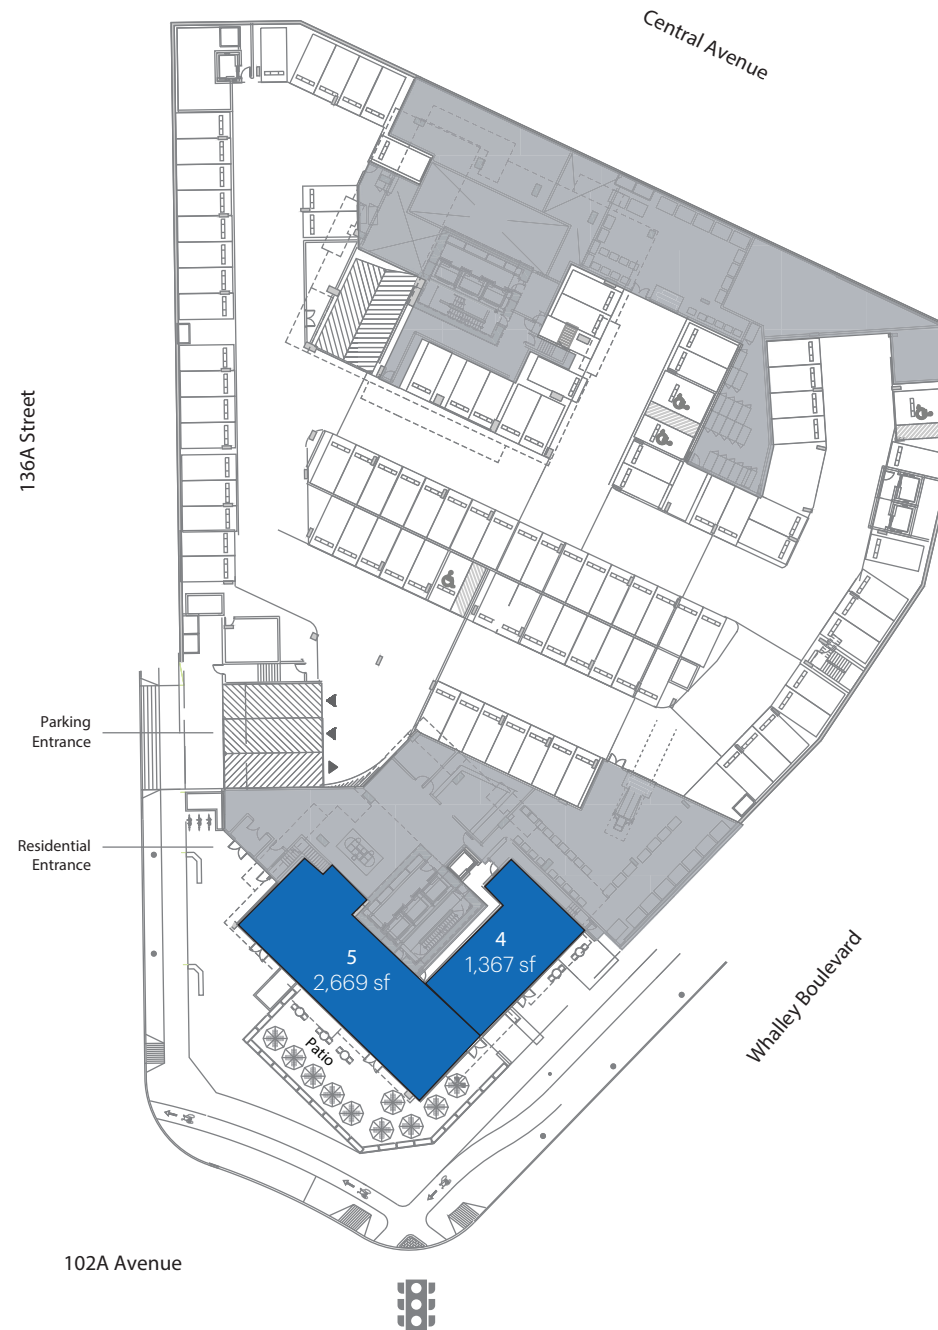 Central Avenue
136A Street
Parking
Entrance
Residential
Entrance
5
2,669 sf
4
1,367 sf
Patio
Whalley Boulevard
102A Avenue